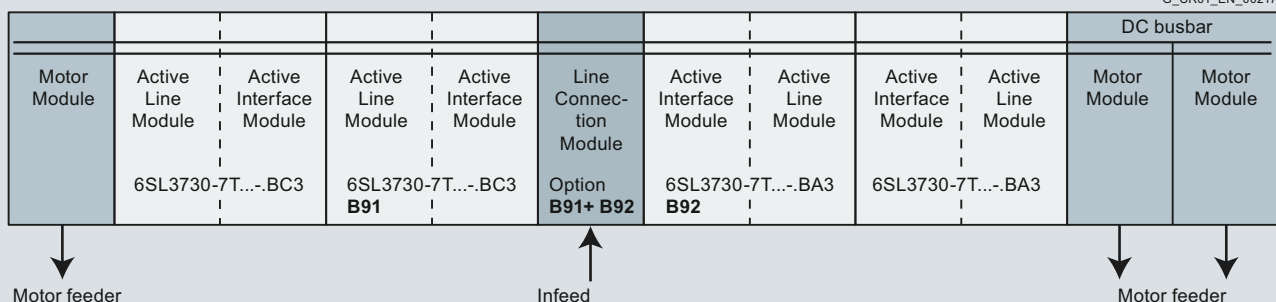 DC busbar
Motor
Module
Active
Line
Module
Active
Interface
Module
6SL3730-7T...-.BC3
Active
Line
Module
Active
Interface
Module
6SL3730-7T...-.BC3
B91
Line
Connec-
tion
Module
Option
B91+ B92
Active
Interface
Module
Active
Line
Module
6SL3730-7T...-.BA3
B92
Active
Interface
Module
Active
Line
Module
6SL3730-7T...-.BA3
Motor
Module
Motor
Module
Motor feeder
Infeed
Motor feeder